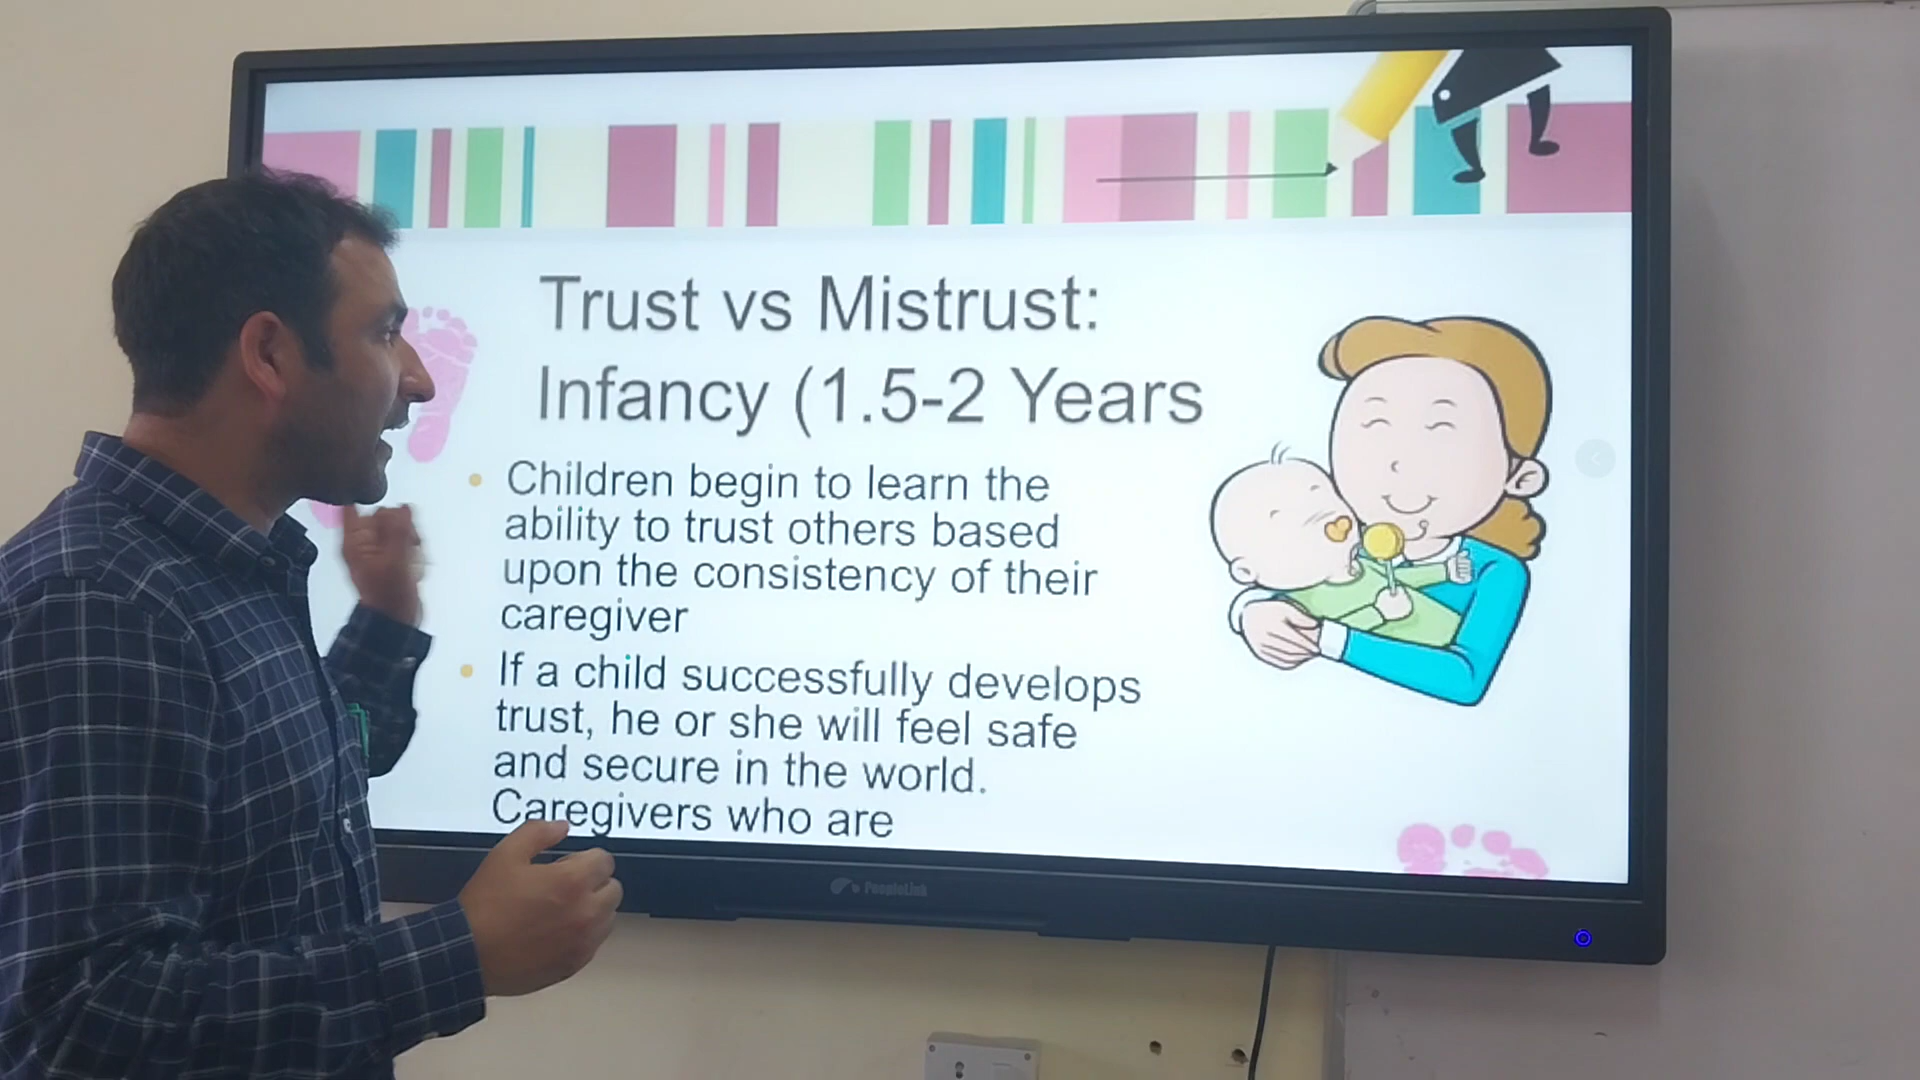 Trust vs Mistrust:
Infancy (1.5-2 Years
Children begin to learn the
ability to trust others based
upon the consistency of their
caregiver
If a child successfully develops
trust, he or she will feel safe
and secure in the world.
Caregivers who are
PeopleLink